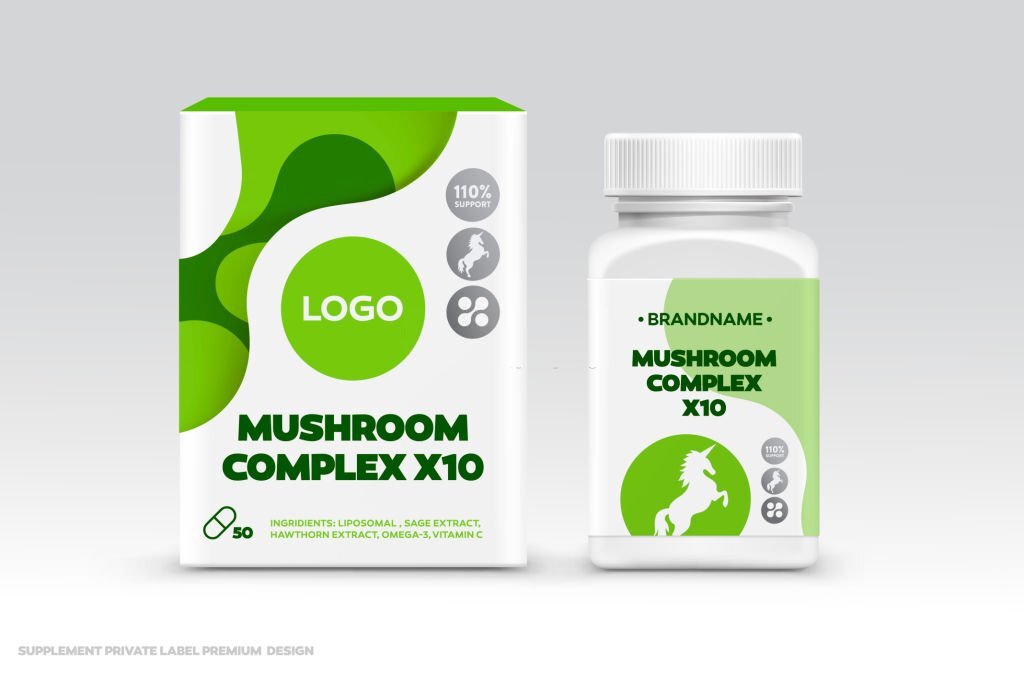 110%
SUPPORT
LOGO
MUSHROOM
COMPLEX X10
50
INGRIDIENTS: LIPOSOMAL , SAGE EXTRACT,
HAWTHORN EXTRACT, OMEGA-3, VITAMIN C
• BRANDNAME •
MUSHROOM
COMPLEX
X10
110%
SUPPORT
SUPPLEMENT PRIVATE LABEL PREMIUM  DESIGN